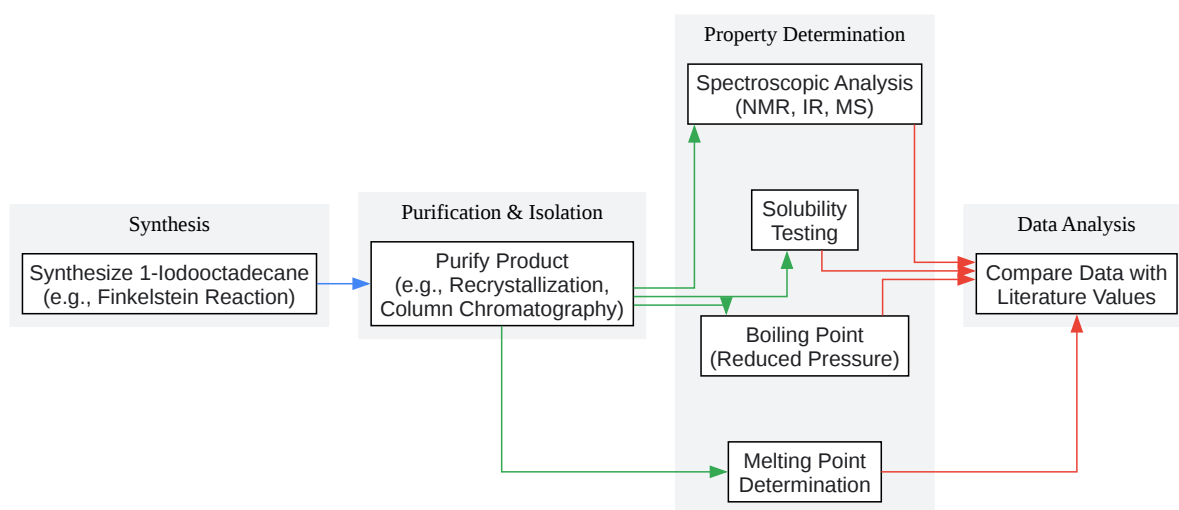 Synthesis
Synthesize 1-Iodooctadecane
(e.g., Finkelstein Reaction)
Purification & Isolation
Purify Product
(e.g., Recrystallization,
Column Chromatography)
Property Determination
Spectroscopic Analysis
(NMR, IR, MS)
Solubility
Testing
Boiling Point
(Reduced Pressure)
Melting Point
Determination
Data Analysis
Compare Data with
Literature Values